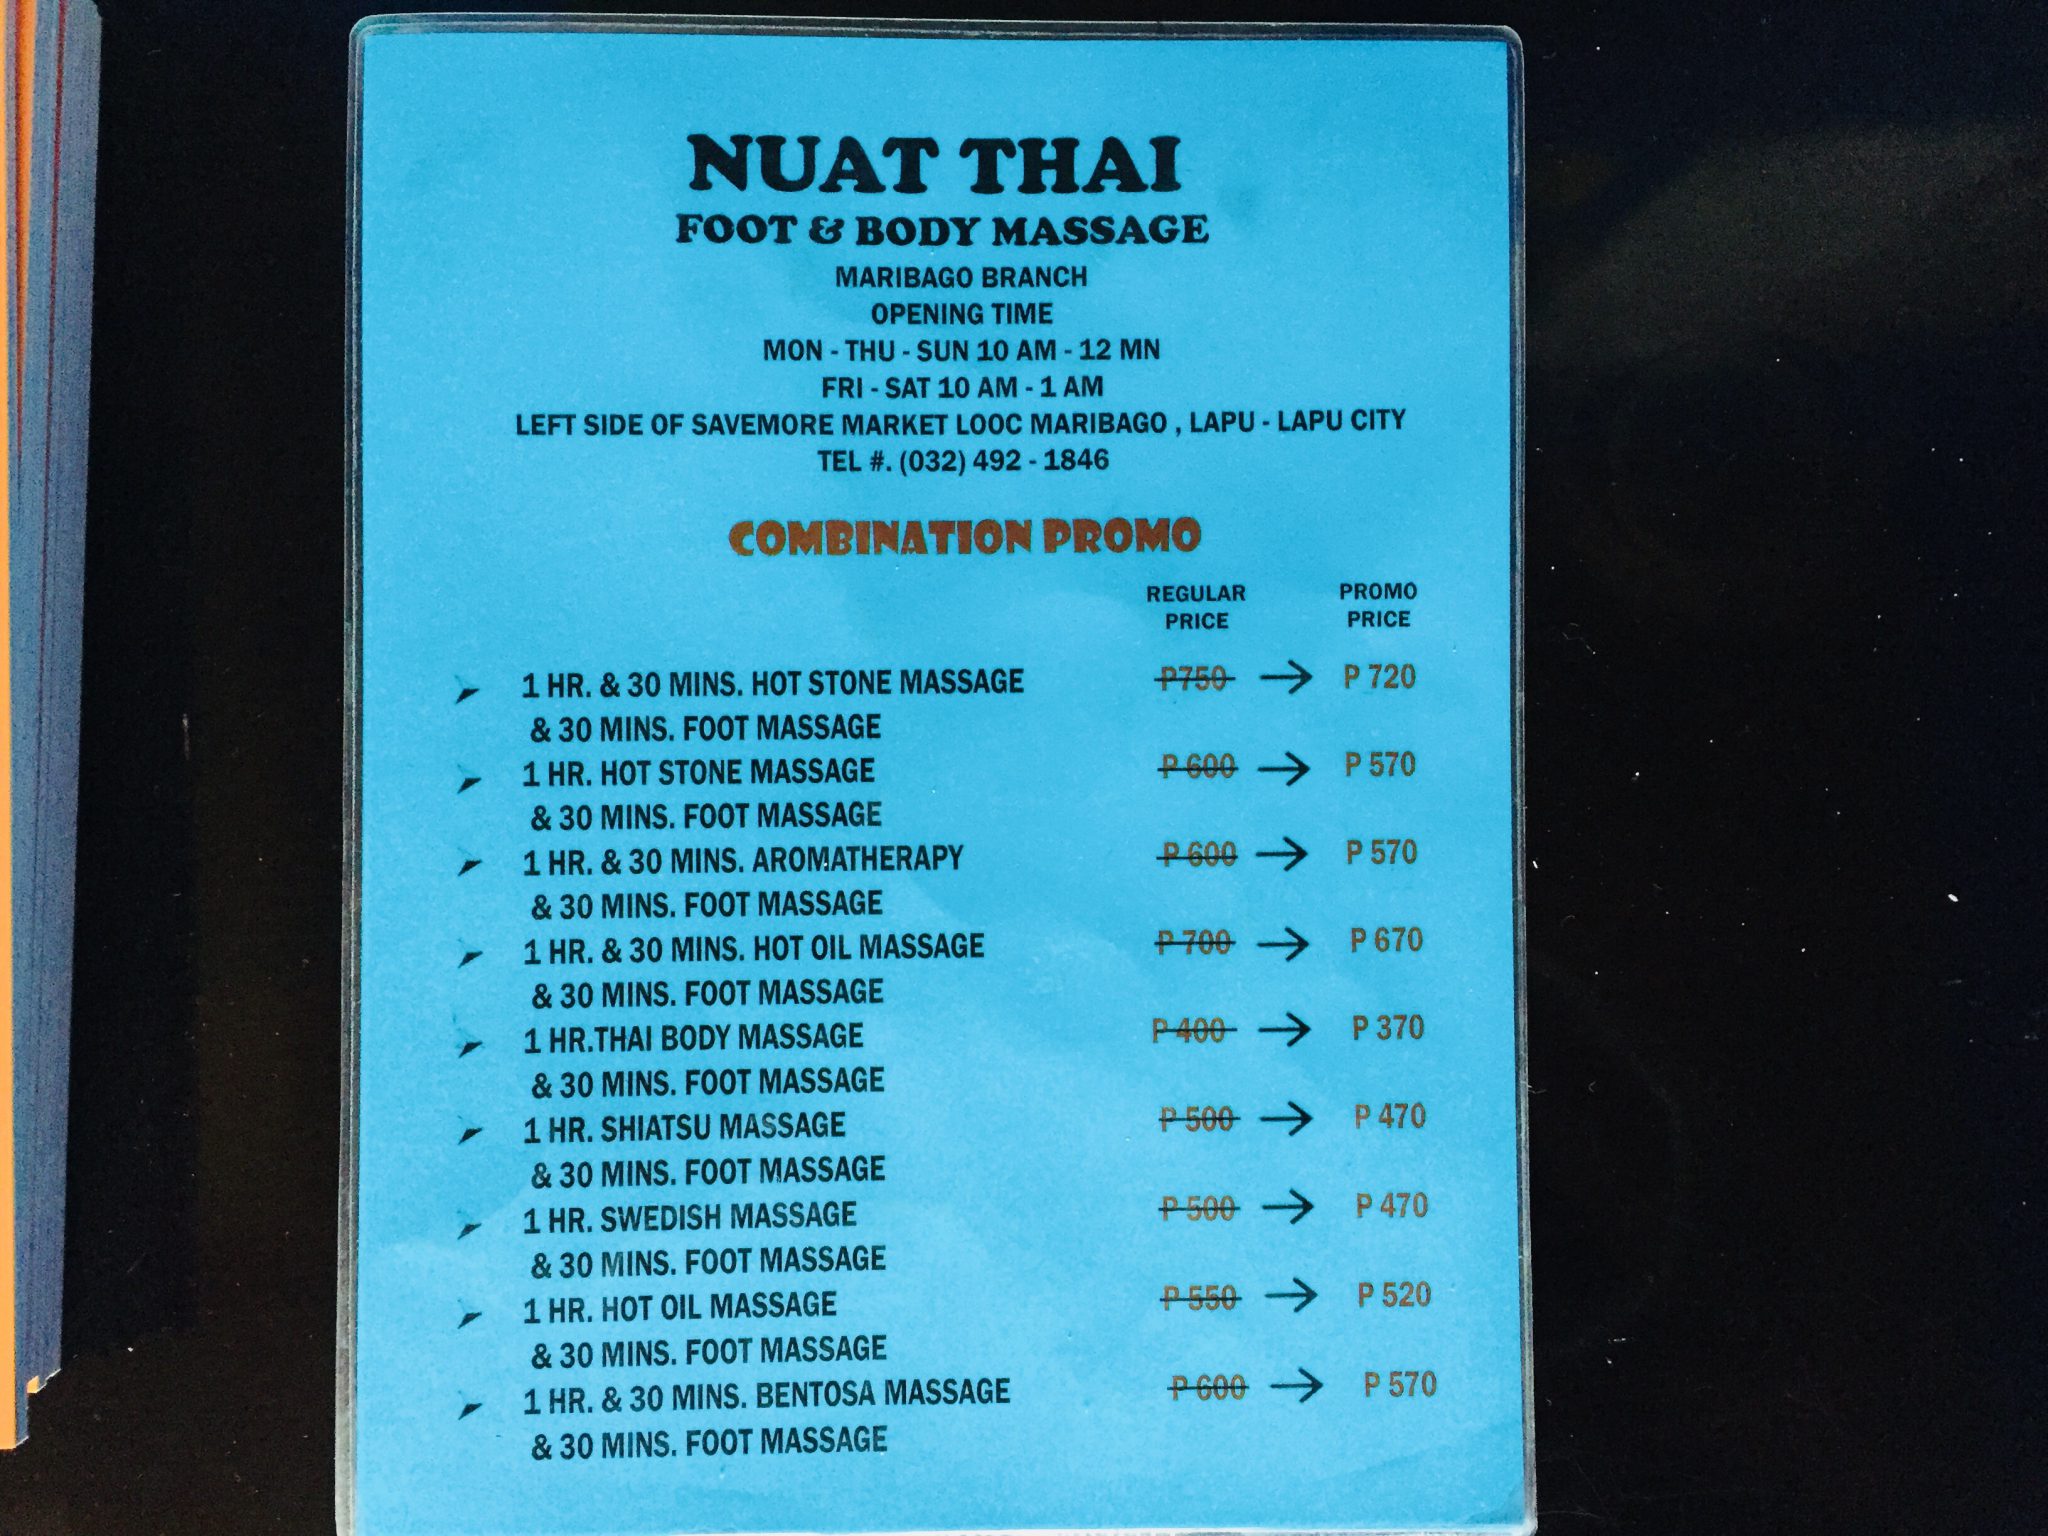 NUAT THAI
FOOT & BODY MASSAGE
MARIBAGO BRANCH
OPENING TIME
MON - THU - SUN 10 AM - 12 MN
FRI - SAT 10 AM - 1 AM
LEFT SIDE OF SAVEMORE MARKET LOOC MARIBAGO , LAPU - LAPU CITY
TEL #. (032) 492 - 1846
COMBINATION PROMO
REGULAR PRICE PROMO PRICE
1 HR. & 30 MINS. HOT STONE MASSAGE P750 → P 720
& 30 MINS. FOOT MASSAGE
1 HR. HOT STONE MASSAGE P 600 → P 570
& 30 MINS. FOOT MASSAGE
1 HR. & 30 MINS. AROMATHERAPY P 600 → P 570
& 30 MINS. FOOT MASSAGE
1 HR. & 30 MINS. HOT OIL MASSAGE P 700 → P 670
& 30 MINS. FOOT MASSAGE
1 HR.THAI BODY MASSAGE P 400 → P 370
& 30 MINS. FOOT MASSAGE
1 HR. SHIATSU MASSAGE P 500 → P 470
& 30 MINS. FOOT MASSAGE
1 HR. SWEDISH MASSAGE P 500 → P 470
& 30 MINS. FOOT MASSAGE
1 HR. HOT OIL MASSAGE P 550 → P 520
& 30 MINS. FOOT MASSAGE
1 HR. & 30 MINS. BENTOSA MASSAGE P 600 → P 570
& 30 MINS. FOOT MASSAGE